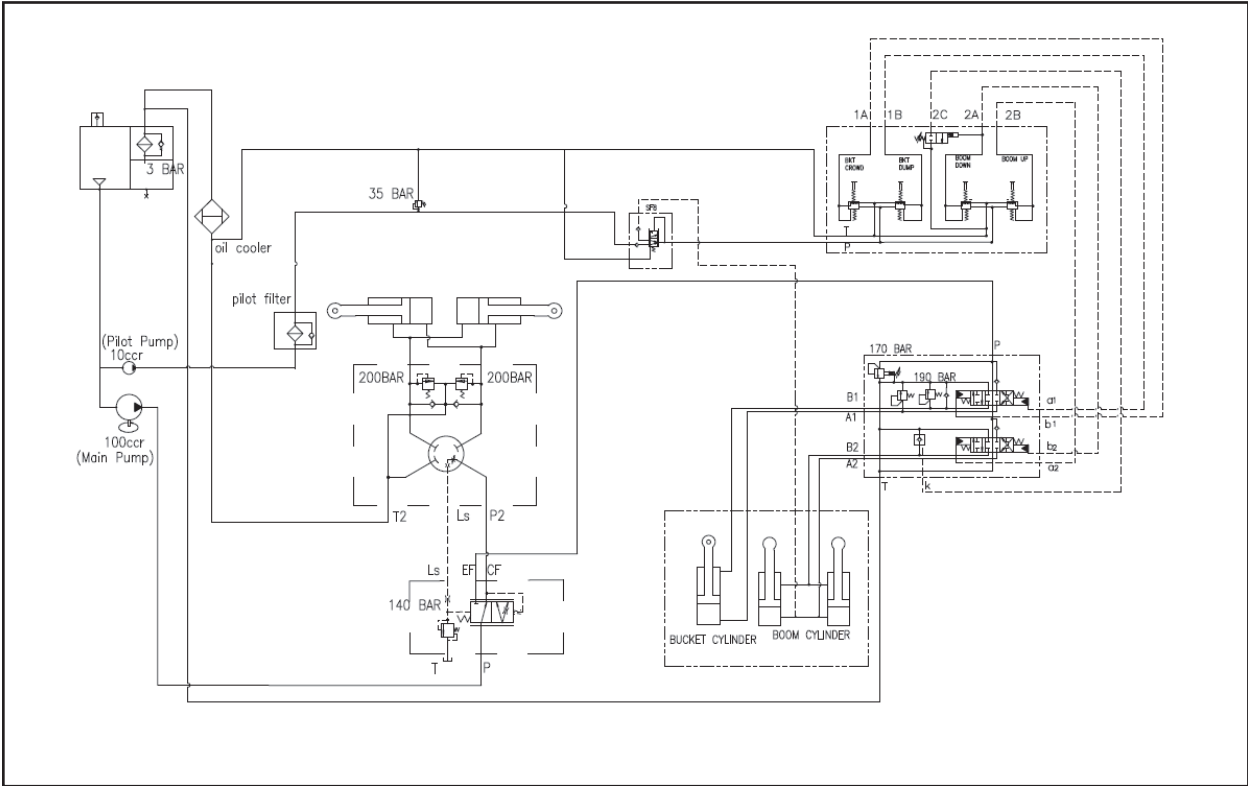 1A 1B 2C 2A 2B
3 BAR
BKT
CROWD
BKT
DUMP
BOOM
DOWN
BOOM UP
35 BAR
T
P
oil cooler
pilot filter
(Pilot Pump)
10ccr
170 BAR
P
200BAR
200BAR
190 BAR
B1
a1
A1
b1
100ccr
(Main Pump)
B2
b2
A2
a2
T
k
T2
Ls
P2
Ls
EF
CF
140 BAR
BUCKET CYLINDER
BOOM CYLINDER
T
P